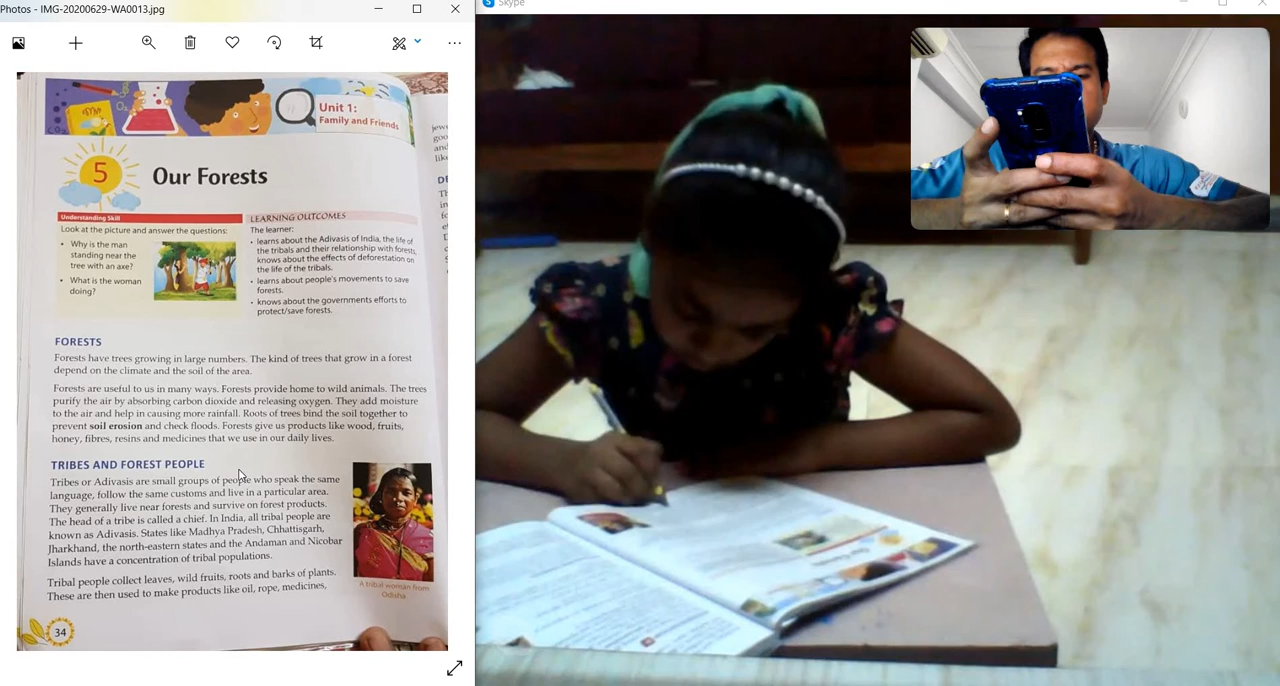 Photos - IMG-20200629-WA0013.jpg
Skype
Unit 1:
Family and Friends
5
Our Forests
Understanding Skill
Look at the picture and answer the questions:
• Why is the man
standing near the
tree with an axe?
• What is the woman
doing?
LEARNING OUTCOMES
The learner:
• learns about the Adivasis of India, the life of
the tribals and their relationship with forests,
knows about the effects of deforestation on
the life of the tribals.
• learns about people's movements to save
forests.
• knows about the governments efforts to
protect/save forests.
FORESTS
Forests have trees growing in large numbers. The kind of trees that grow in a forest
depend on the climate and the soil of the area.
Forests are useful to us in many ways. Forests provide home to wild animals. The trees
purify the air by absorbing carbon dioxide and releasing oxygen. They add moisture
to the air and help in causing more rainfall. Roots of trees bind the soil together to
prevent soil erosion and check floods. Forests give us products like wood, fruits,
honey, fibres, resins and medicines that we use in our daily lives.
TRIBES AND FOREST PEOPLE
Tribes or Adivasis are small groups of people who speak the same
language, follow the same customs and live in a particular area.
They generally live near forests and survive on forest products.
The head of a tribe is called a chief. In India, all tribal people are
known as Adivasis. States like Madhya Pradesh, Chhattisgarh,
Jharkhand, the north-eastern states and the Andaman and Nicobar
Islands have a concentration of tribal populations.
Tribal people collect leaves, wild fruits, roots and barks of plants.
These are then used to make products like oil, rope, medicines,
A tribal woman from
Odisha
34